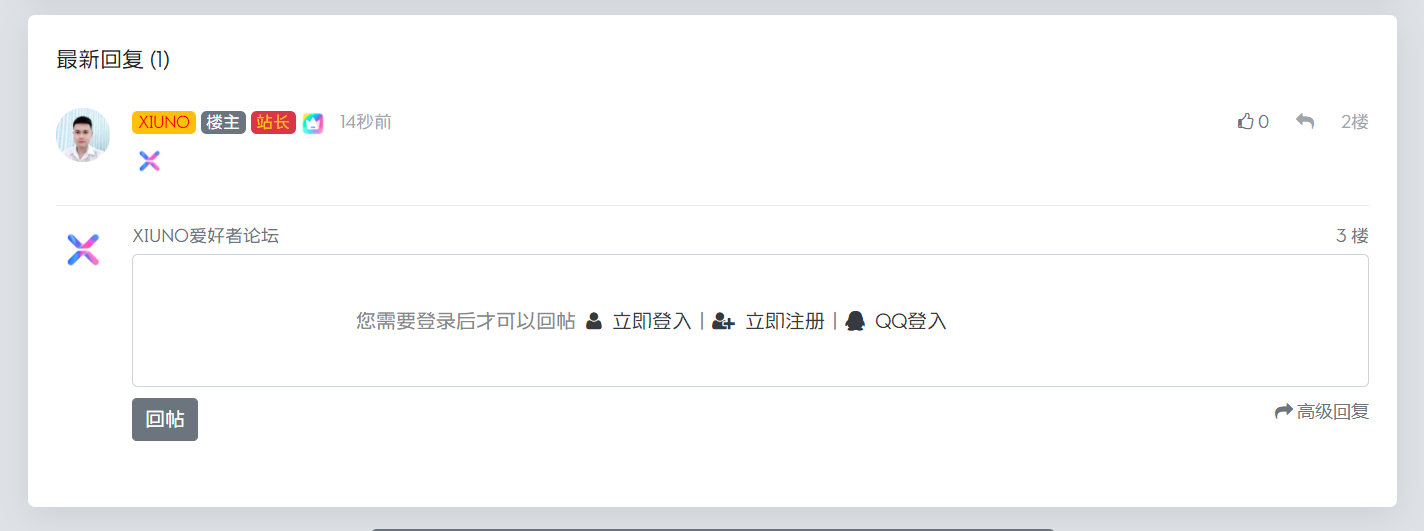 最新回复 (1)
XIUNO 楼主 站长 14秒前 0 2楼
XIUNO爱好者论坛 3 楼
您需要登录后才可以回帖 立即登入 | 立即注册 | QQ登入
回帖 高级回复